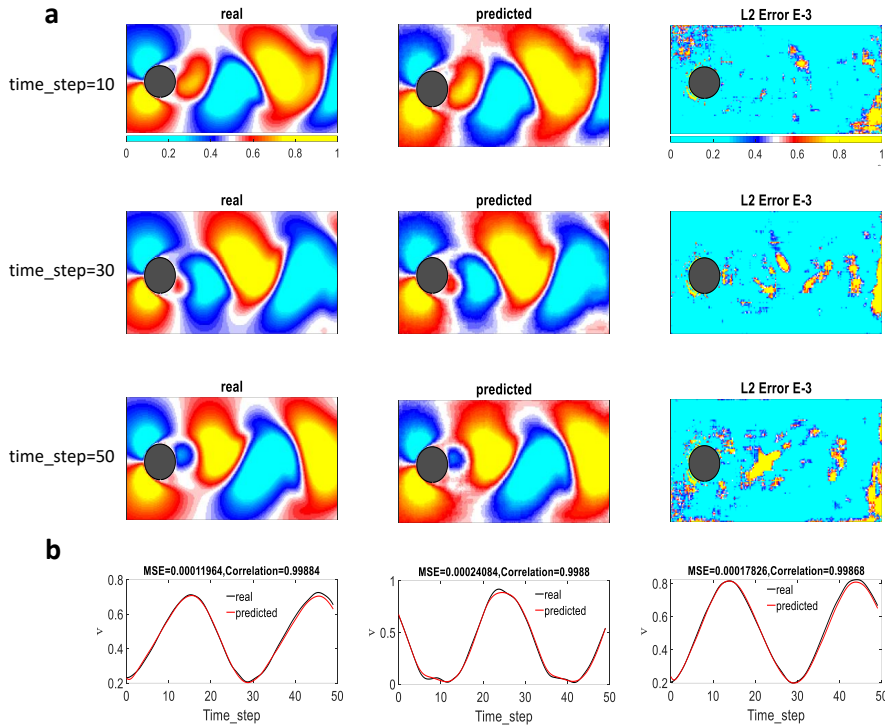 a
real
predicted
L2 Error E-3
time_step=10
0 0.2 0.4 0.6 0.8 1
0 0.2 0.4 0.6 0.8 1
real
predicted
L2 Error E-3
time_step=30
real
predicted
L2 Error E-3
time_step=50
b
MSE=0.00011964,Correlation=0.99884
0.8
0.6
0.4
0.2
real
predicted
v
0 10 20 30 40 50
Time_step
MSE=0.00024084,Correlation=0.9988
1
0.5
0
real
predicted
v
0 10 20 30 40 50
Time_step
MSE=0.00017826,Correlation=0.99868
0.8
0.6
0.4
0.2
real
predicted
v
0 10 20 30 40 50
Time_step